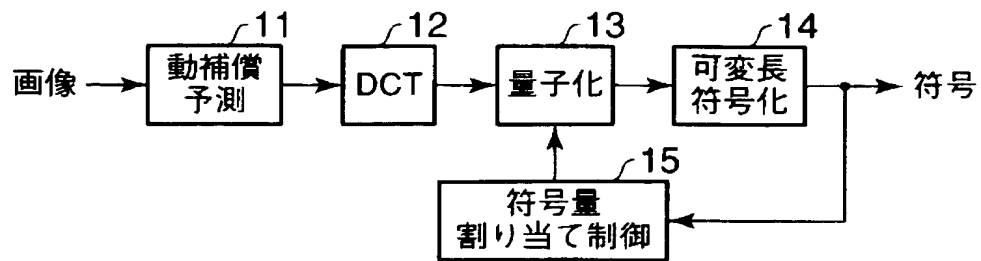 11
12
13
14
画像
動補償
予測
DCT
量子化
可変長
符号化
符号
15
符号量
割り当て制御